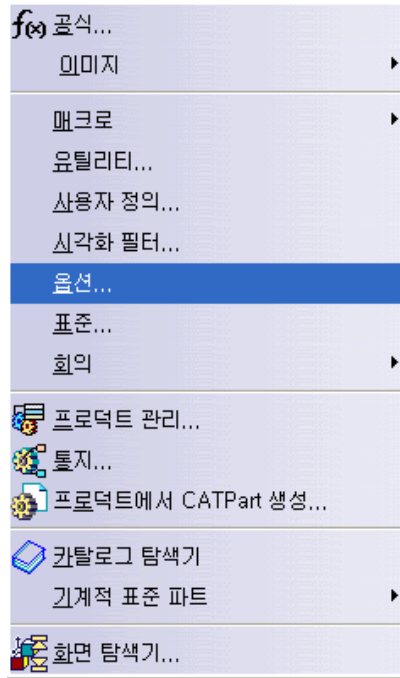 f(x) 공식...
이미지
매크로
유틸리티...
사용자 정의...
시각화 필터...
옵션...
표준...
회의
프로덕트 관리...
통지...
프로덕트에서 CATPart 생성...
카탈로그 탐색기
기계적 표준 파트
화면 탐색기...